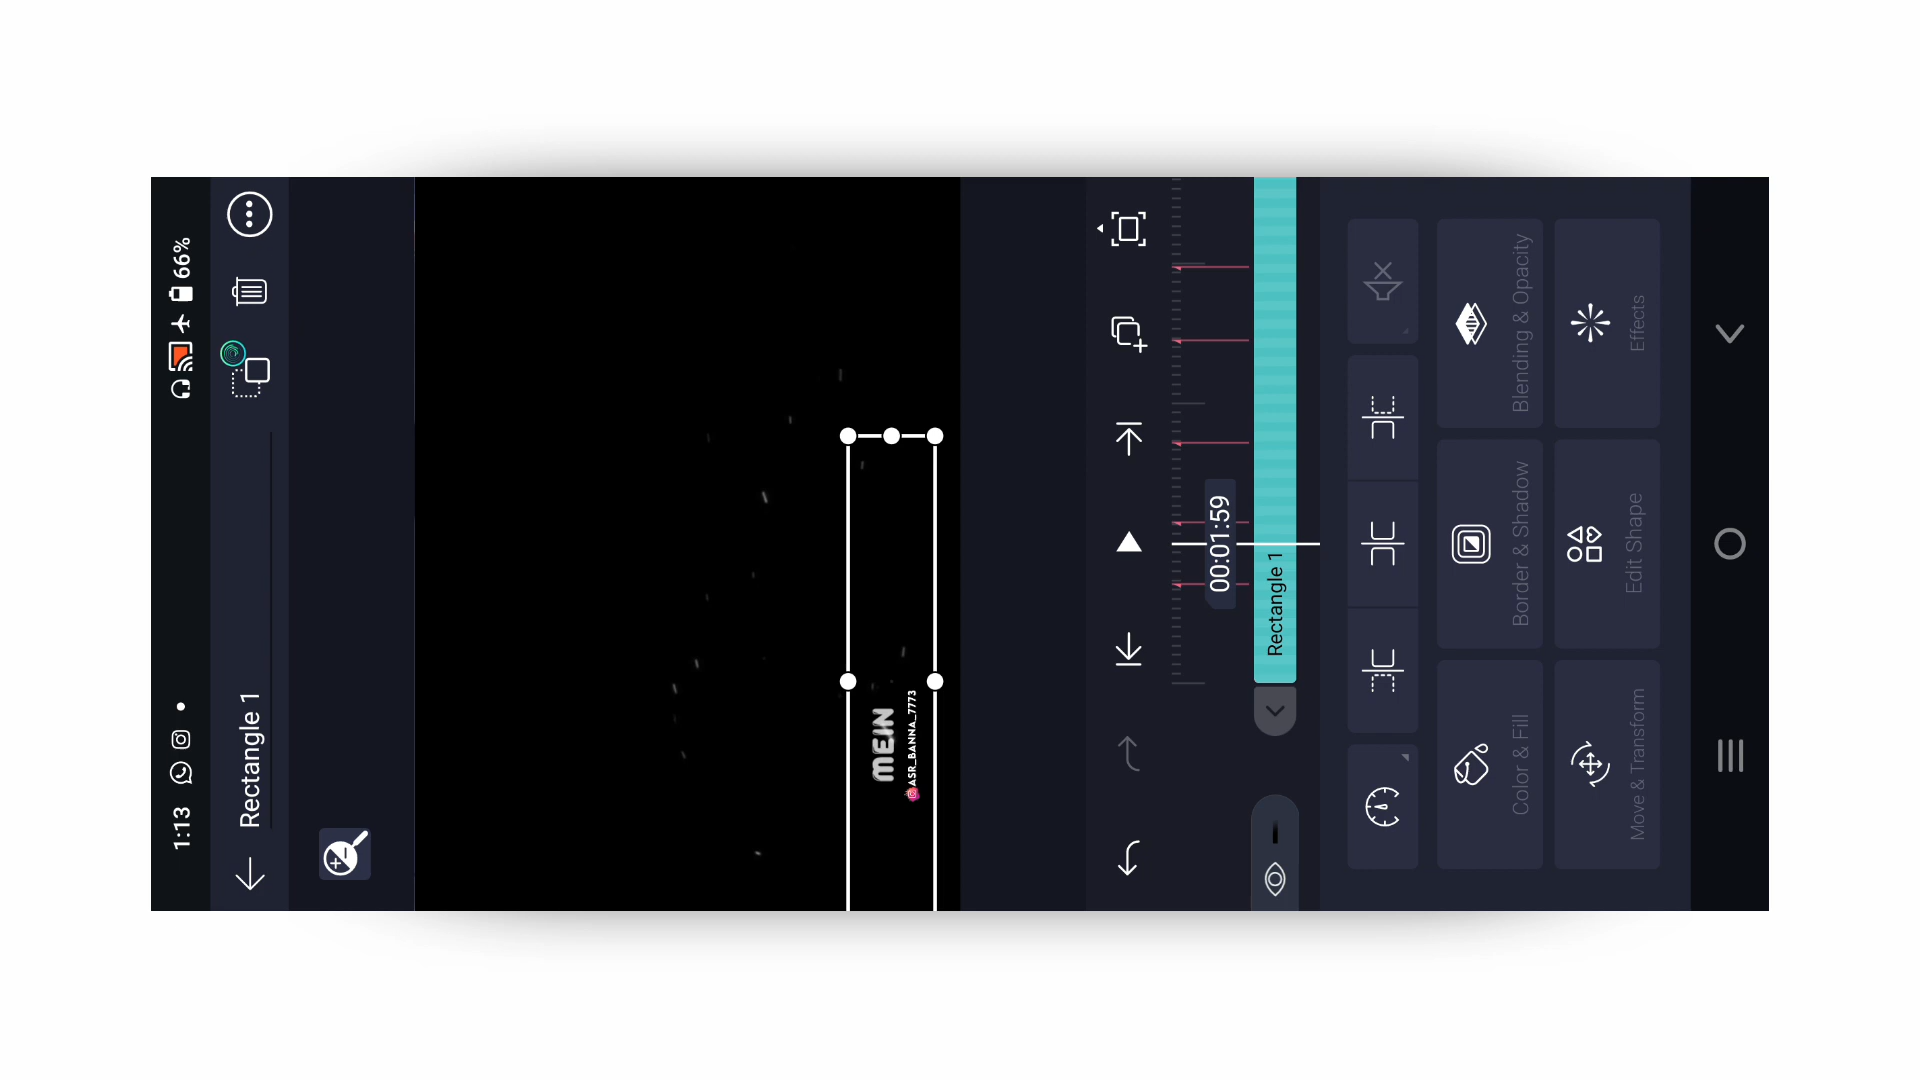 1:13
66%
Rectangle 1
MEIN
ASR_BANNA_7773
00:01:59
Rectangle 1
Color & Fill
Border & Shadow
Blending & Opacity
Move & Transform
Edit Shape
Effects